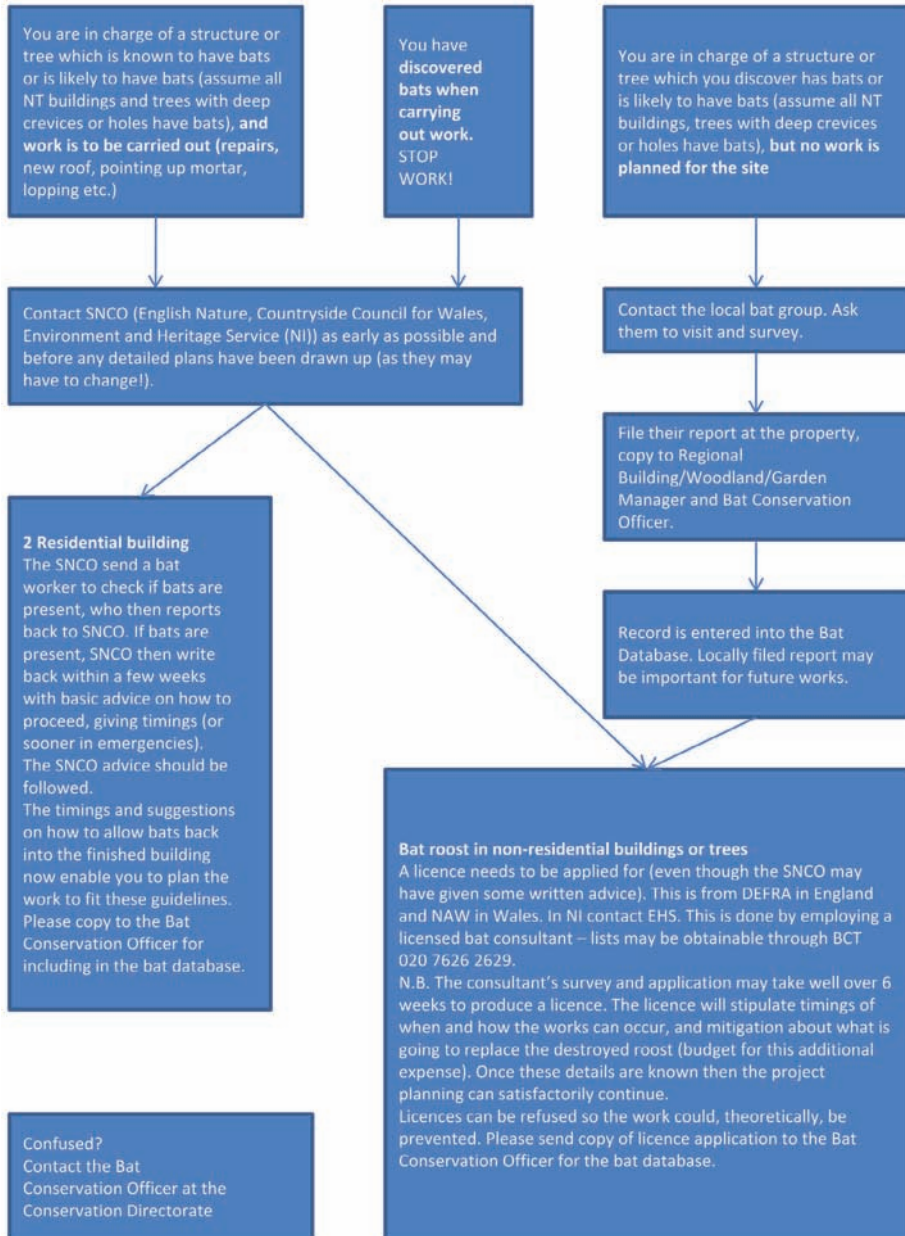 You are in charge of a structure or
tree which is known to have bats
or is likely to have bats (assume all
NT buildings and trees with deep
crevices or holes have bats), and
work is to be carried out (repairs,
new roof, pointing up mortar,
lopping etc.)
You have
discovered
bats when
carrying
out work.
STOP
WORK!
You are in charge of a structure or
tree which you discover has bats or
is likely to have bats (assume all NT
buildings, trees with deep crevices
or holes have bats), but no work is
planned for the site
Contact SNCO (English Nature, Countryside Council for Wales,
Environment and Heritage Service (NI)) as early as possible and
before any detailed plans have been drawn up (as they may
have to change!).
Contact the local bat group. Ask
them to visit and survey.
File their report at the property,
copy to Regional
Building/Woodland/Garden
Manager and Bat Conservation
Officer.
Record is entered into the Bat
Database. Locally filed report may
be important for future works.
2 Residential building
The SNCO send a bat
worker to check if bats are
present, who then reports
back to SNCO. If bats are
present, SNCO then write
back within a few weeks
with basic advice on how to
proceed, giving timings (or
sooner in emergencies).
The SNCO advice should be
followed.
The timings and suggestions
on how to allow bats back
into the finished building
now enable you to plan the
work to fit these guidelines.
Please copy to the Bat
Conservation Officer for
including in the bat database.
Bat roost in non-residential buildings or trees
A licence needs to be applied for (even though the SNCO may
have given some written advice). This is from DEFRA in England
and NAW in Wales. In NI contact EHS. This is done by employing a
licensed bat consultant – lists may be obtainable through BCT
020 7626 2629.
N.B. The consultant's survey and application may take well over 6
weeks to produce a licence. The licence will stipulate timings of
when and how the works can occur, and mitigation about what is
going to replace the destroyed roost (budget for this additional
expense). Once these details are known then the project
planning can satisfactorily continue.
Licences can be refused so the work could, theoretically, be
prevented. Please send copy of licence application to the Bat
Conservation Officer for the bat database.
Confused?
Contact the Bat
Conservation Officer at the
Conservation Directorate